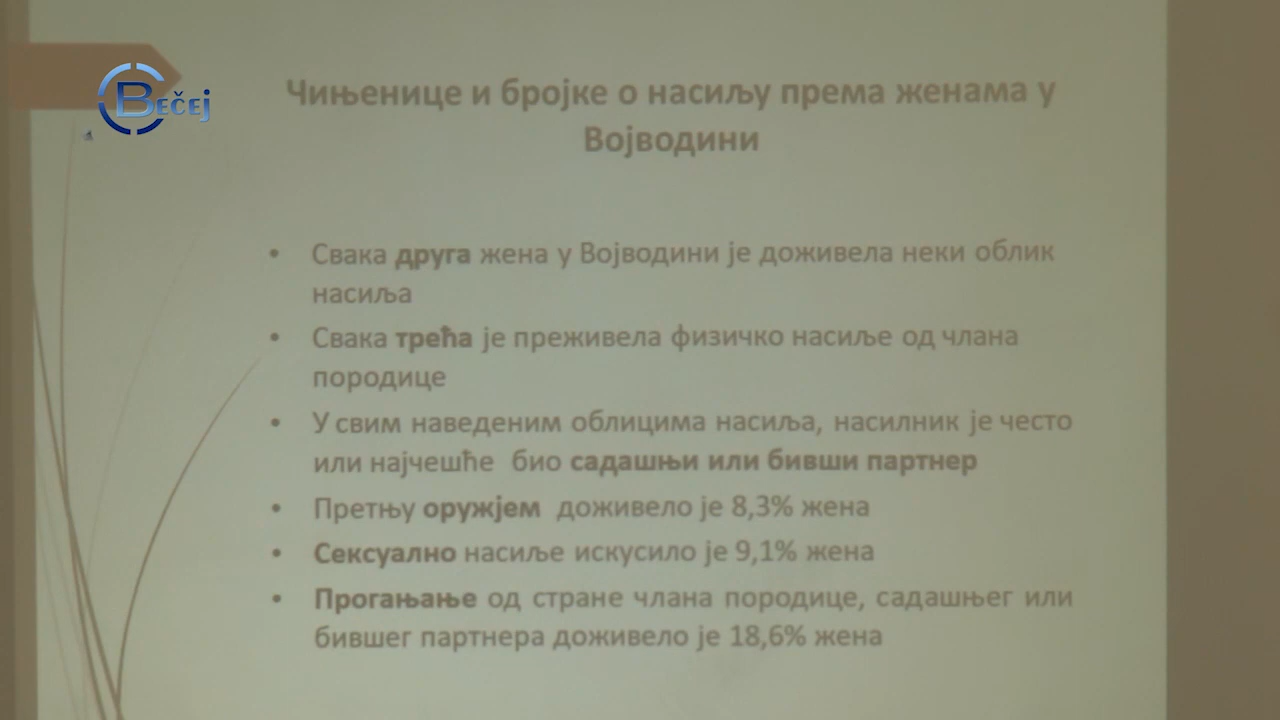 Bečej
Чињенице и бројке о насиљу према женама у
Војводини
• Свака друга жена у Војводини је доживела неки облик
насиља
• Свака трећа је преживела физичко насиље од члана
породице
• У свим наведеним облицима насиља, насилник је често
или најчешће био садашњи или бивши партнер
• Претњу оружјем доживело је 8,3% жена
• Сексуално насиље искусило је 9,1% жена
• Прогањање од стране члана породице, садашњег или
бившег партнера доживело је 18,6% жена